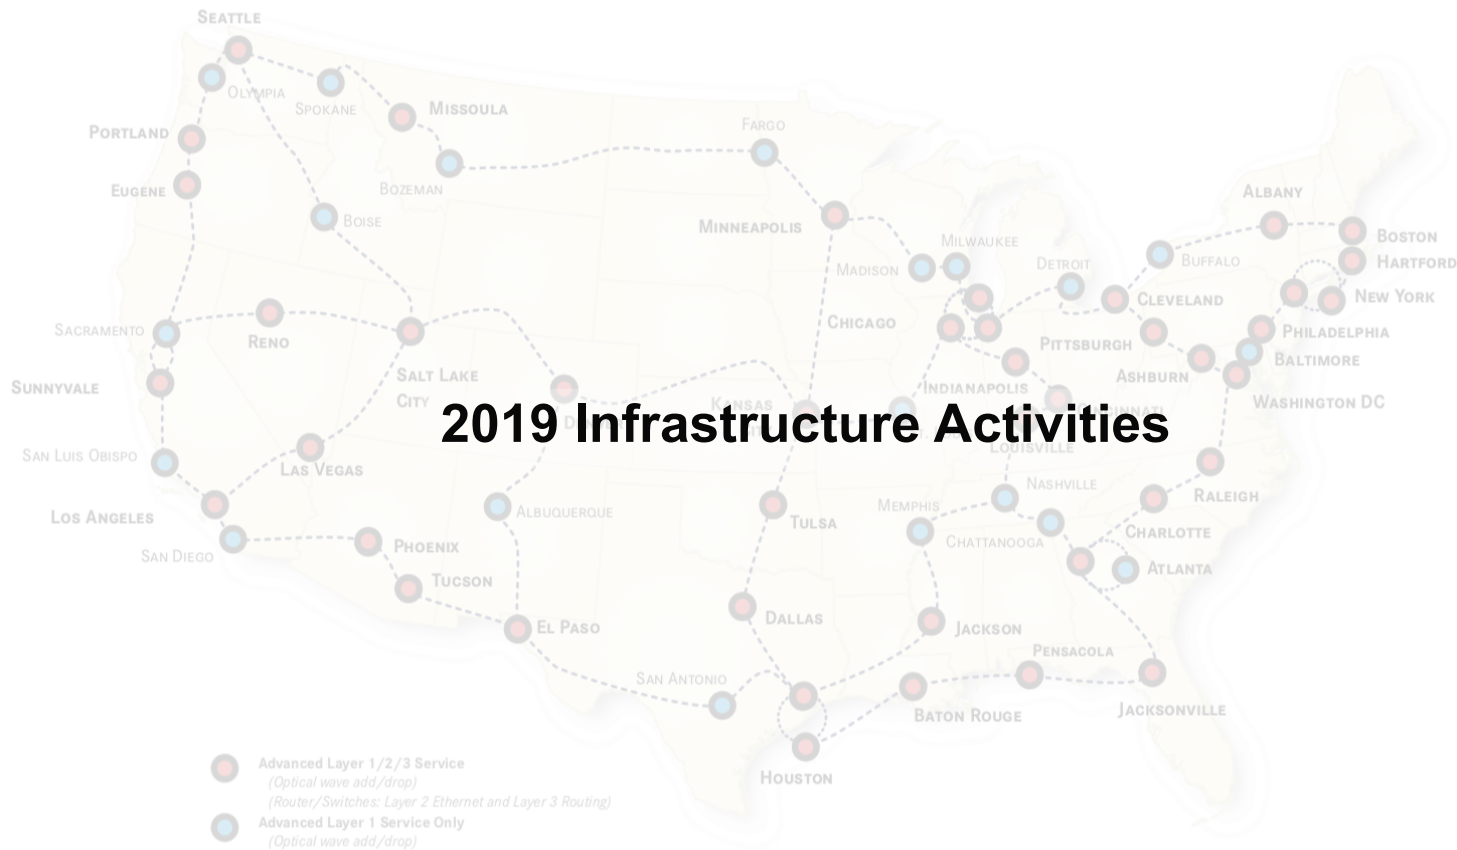 SEATTLE
OLYMPIA
SPOKANE
MISSOULA
PORTLAND
FARGO
EUGENE
BOZEMAN
ALBANY
BOISE
MINNEAPOLIS
MILWAUKEE
BOSTON
MADISON
DETROIT
BUFFALO
HARTFORD
CLEVELAND
NEW YORK
SACRAMENTO
RENO
CHICAGO
PITTSBURGH
PHILADELPHIA
BALTIMORE
SUNNYVALE
SALT LAKE
CITY
ASHBURN
INDIANAPOLIS
WASHINGTON DC
KANSAS
2019 Infrastructure Activities
LOUISVILLE
SAN LUIS OBISPO
LAS VEGAS
NASHVILLE
RALEIGH
LOS ANGELES
ALBUQUERQUE
TULSA
MEMPHIS
CHATTANOOGA
CHARLOTTE
SAN DIEGO
PHOENIX
ATLANTA
TUCSON
DALLAS
EL PASO
JACKSON
PENSACOLA
SAN ANTONIO
BATON ROUGE
JACKSONVILLE
HOUSTON
Advanced Layer 1/2/3 Service
(Optical wave add/drop)
(Router/Switches: Layer 2 Ethernet and Layer 3 Routing)
Advanced Layer 1 Service Only
(Optical wave add/drop)